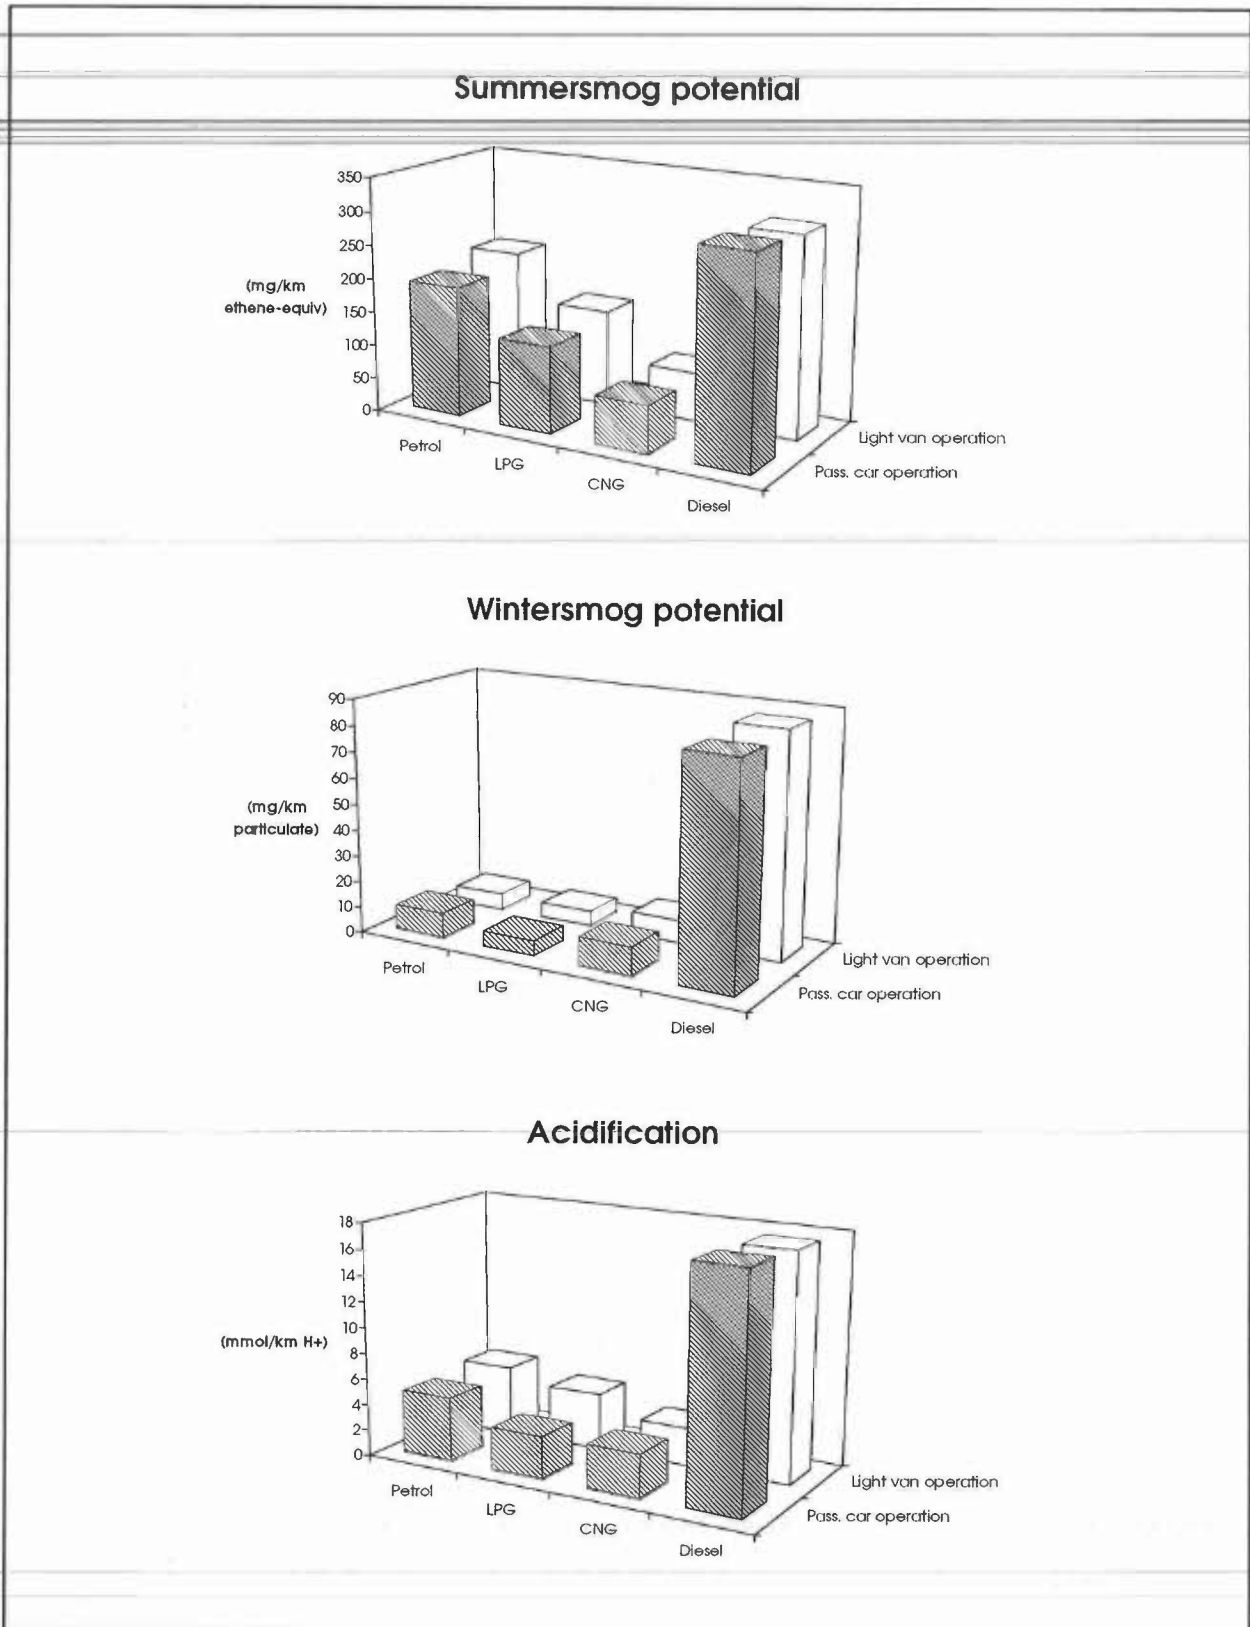 Summersmog potential
350
300
250
200
150
100
50
0
(mg/km
ethene-equiv)
Petrol
LPG
CNG
Diesel
Light van operation
Pass. car operation
Wintersmog potential
90
80
70
60
50
40
30
20
10
0
(mg/km
particulate)
Petrol
LPG
CNG
Diesel
Light van operation
Pass. car operation
Acidification
18
16
14
12
10
8
6
4
2
0
(mmol/km H+)
Petrol
LPG
CNG
Diesel
Light van operation
Pass. car operation